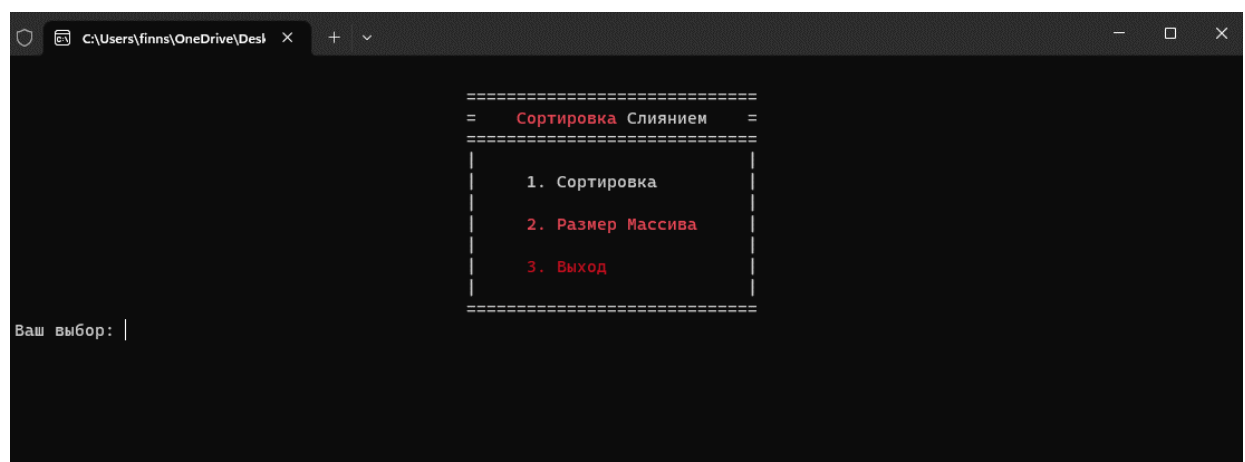 C:\Users\finns\OneDrive\Desk
============================
= Сортировка Слиянием =
============================
| |
| 1. Сортировка |
| |
| 2. Размер Массива |
| |
| 3. Выход |
| |
============================
Ваш выбор: